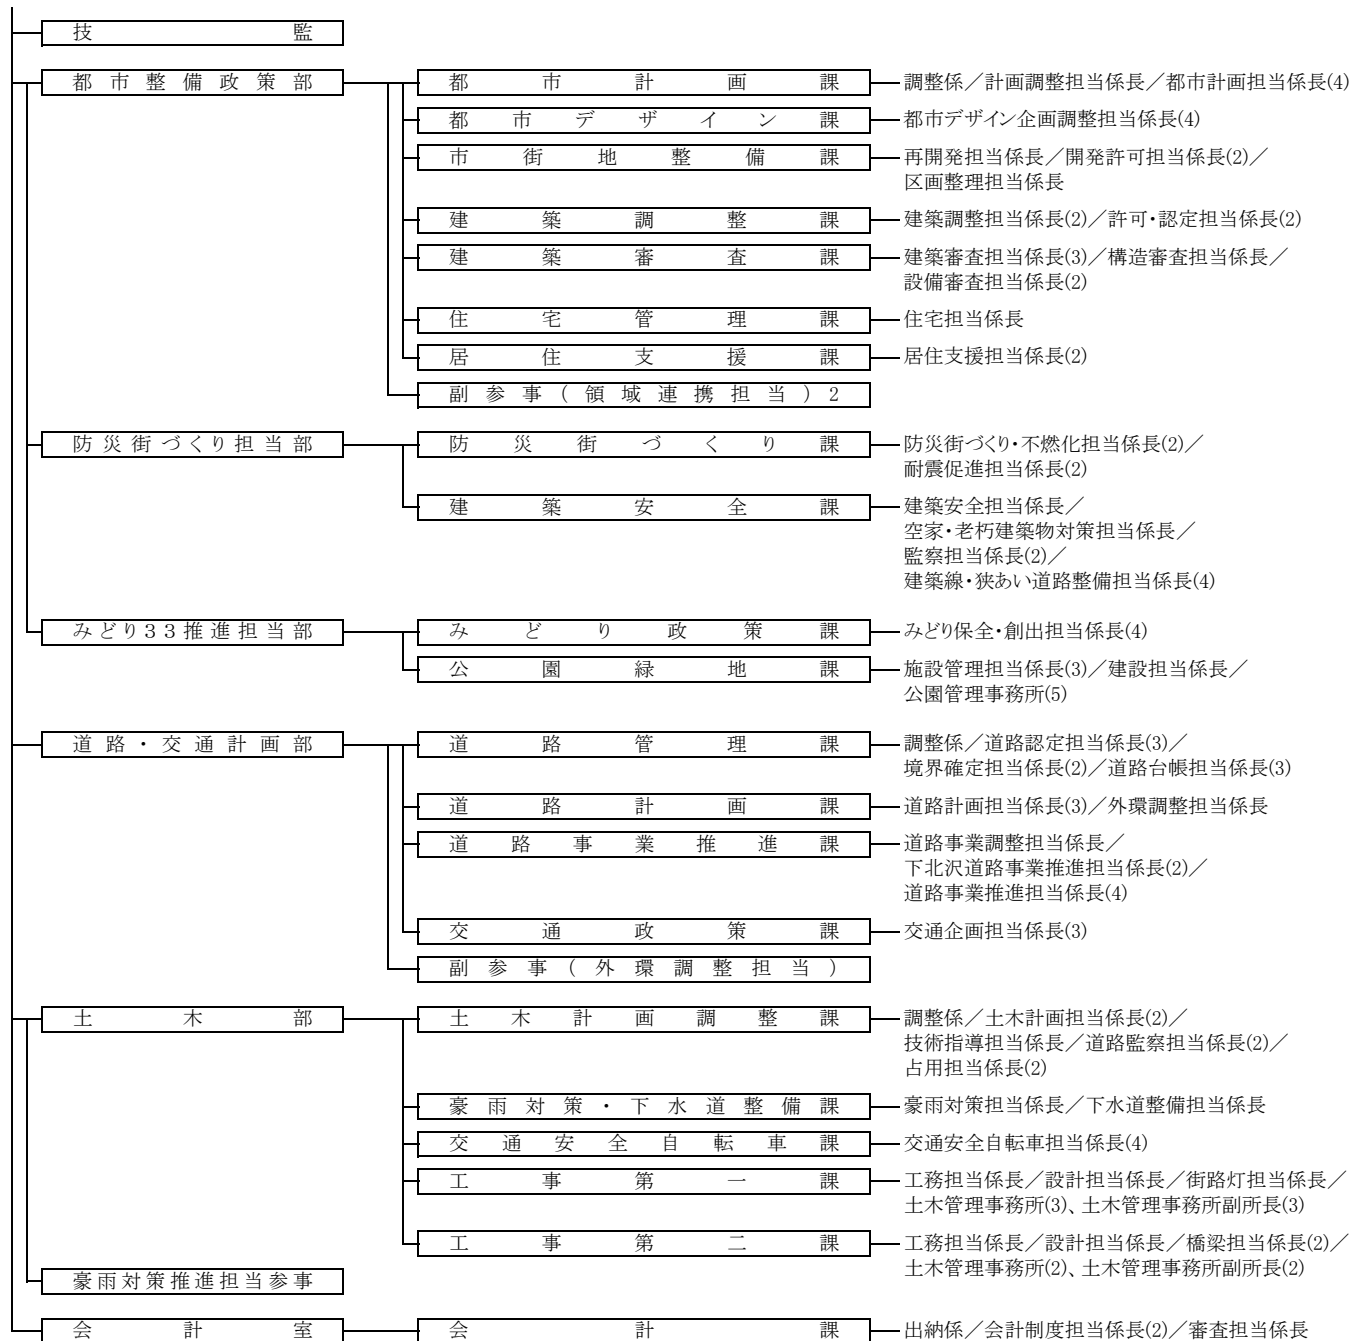 技監
都市整備政策部
都市計画課
調整係／計画調整担当係長／都市計画担当係長(4)
都市デザイン課
都市デザイン企画調整担当係長(4)
市街地整備課
再開発担当係長／開発許可担当係長(2)／
区画整理担当係長
建築調整課
建築調整担当係長(2)／許可・認定担当係長(2)
建築審査課
建築審査担当係長(3)／構造審査担当係長／
設備審査担当係長(2)
住宅管理課
住宅担当係長
居住支援課
居住支援担当係長(2)
副参事(領域連携担当)2
防災街づくり担当部
防災街づくり課
防災街づくり・不燃化担当係長(2)／
耐震促進担当係長(2)
建築安全課
建築安全担当係長／
空家・老朽建築物対策担当係長／
監察担当係長(2)／
建築線・狭あい道路整備担当係長(4)
みどり33推進担当部
みどり政策課
みどり保全・創出担当係長(4)
公園緑地課
施設管理担当係長(3)／建設担当係長／
公園管理事務所(5)
道路・交通計画部
道路管理課
調整係／道路認定担当係長(3)／
境界確定担当係長(2)／道路台帳担当係長(3)
道路計画課
道路計画担当係長(3)／外環調整担当係長
道路事業推進課
道路事業調整担当係長／
下北沢道路事業推進担当係長(2)／
道路事業推進担当係長(4)
交通政策課
交通企画担当係長(3)
副参事(外環調整担当)
土木部
土木計画調整課
調整係／土木計画担当係長(2)／
技術指導担当係長／道路監察担当係長(2)／
占用担当係長(2)
豪雨対策・下水道整備課
豪雨対策担当係長／下水道整備担当係長
交通安全自転車課
交通安全自転車担当係長(4)
工事第一課
工務担当係長／設計担当係長／街路灯担当係長／
土木管理事務所(3)、土木管理事務所副所長(3)
工事第二課
工務担当係長／設計担当係長／橋梁担当係長(2)／
土木管理事務所(2)、土木管理事務所副所長(2)
豪雨対策推進担当参事
会計室
会計課
出納係／会計制度担当係長(2)／審査担当係長